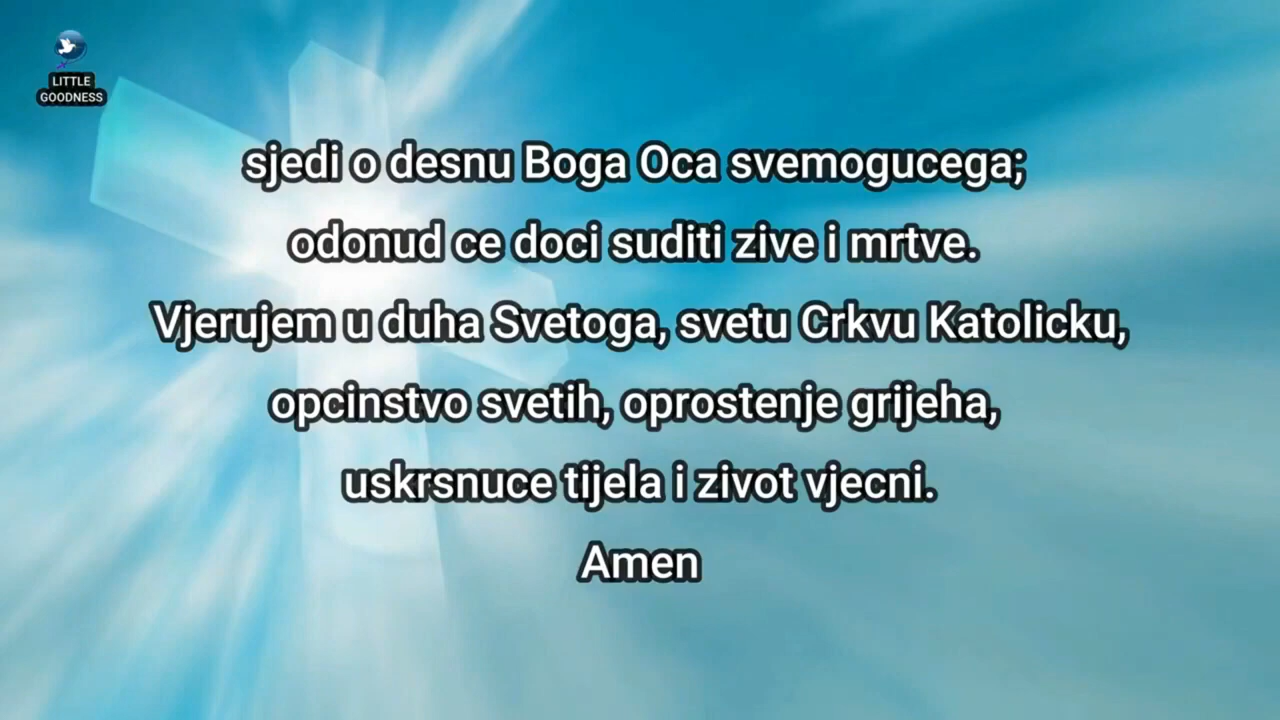 LITTLE
GOODNESS
sjedi o desnu Boga Oca svemogucega;
odonud ce doci suditi zive i mrtve.
Vjerujem u duha Svetoga, svetu Crkvu Katolicku,
opcinstvo svetih, oprostenje grijeha,
uskrsnuce tijela i zivot vjecni.
Amen